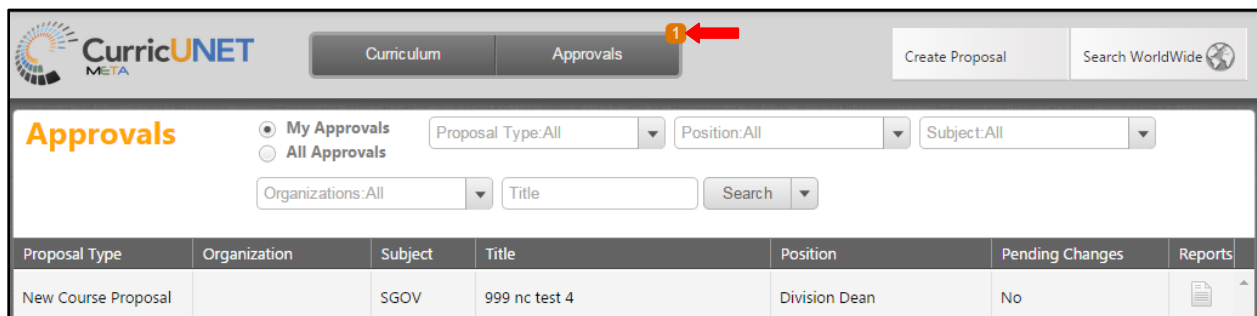 CurricUNET
META
Curriculum
Approvals
1
Create Proposal
Search WorldWide
Approvals
My Approvals
All Approvals
Proposal Type:All
Position:All
Subject:All
Organizations:All
Title
Search
Proposal Type Organization Subject Title Position Pending Changes Reports
New Course Proposal SGOV 999 nc test 4 Division Dean No